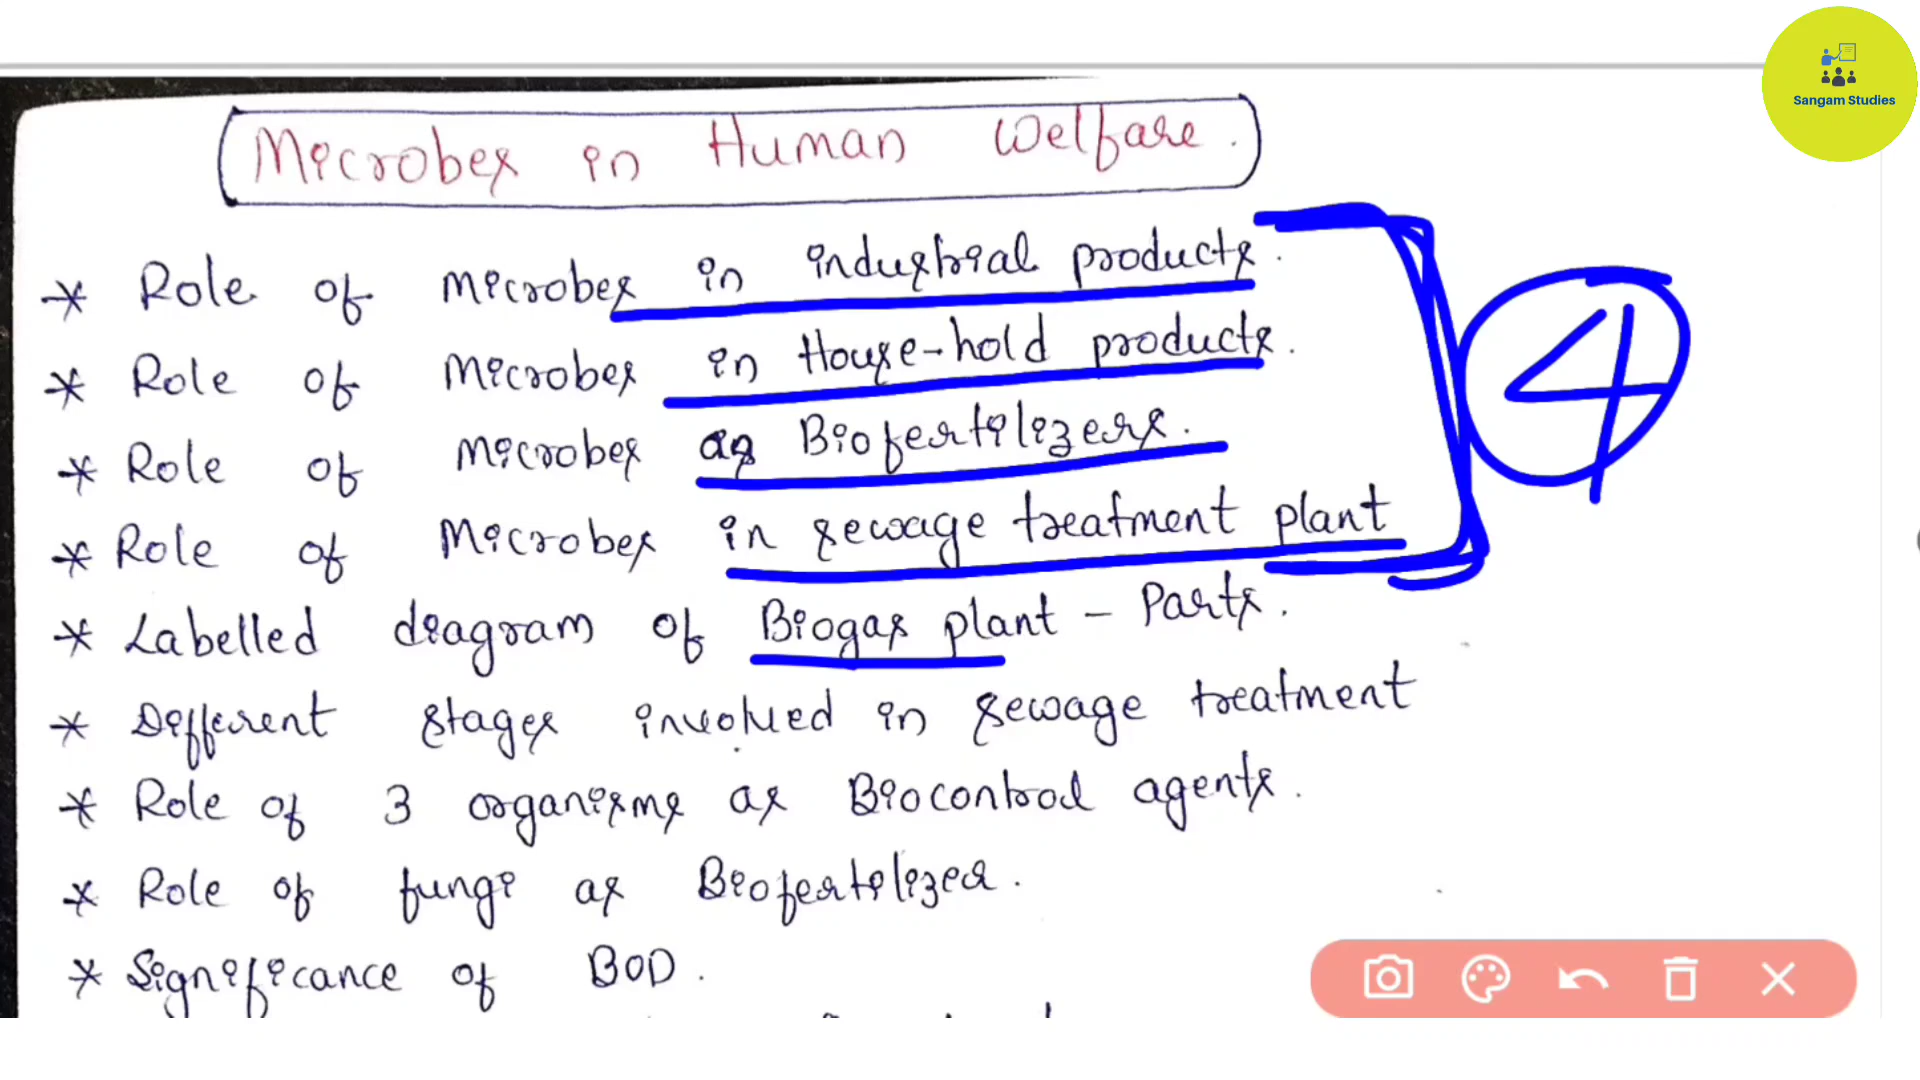 Sangam Studies
Microbes in Human Welfare.
* Role of Microbes in industrial products.
* Role of Microbes in House-hold products.
* Role of Microbes as Biofertilizers.
* Role of Microbes in sewage treatment plant
4
* Labelled diagram of Biogas plant - Parts.
* Different stages involved in sewage treatment
* Role of 3 organisms as Biocontrol agents.
* Role of fungi as Biofertilizer.
* Significance of BOD.